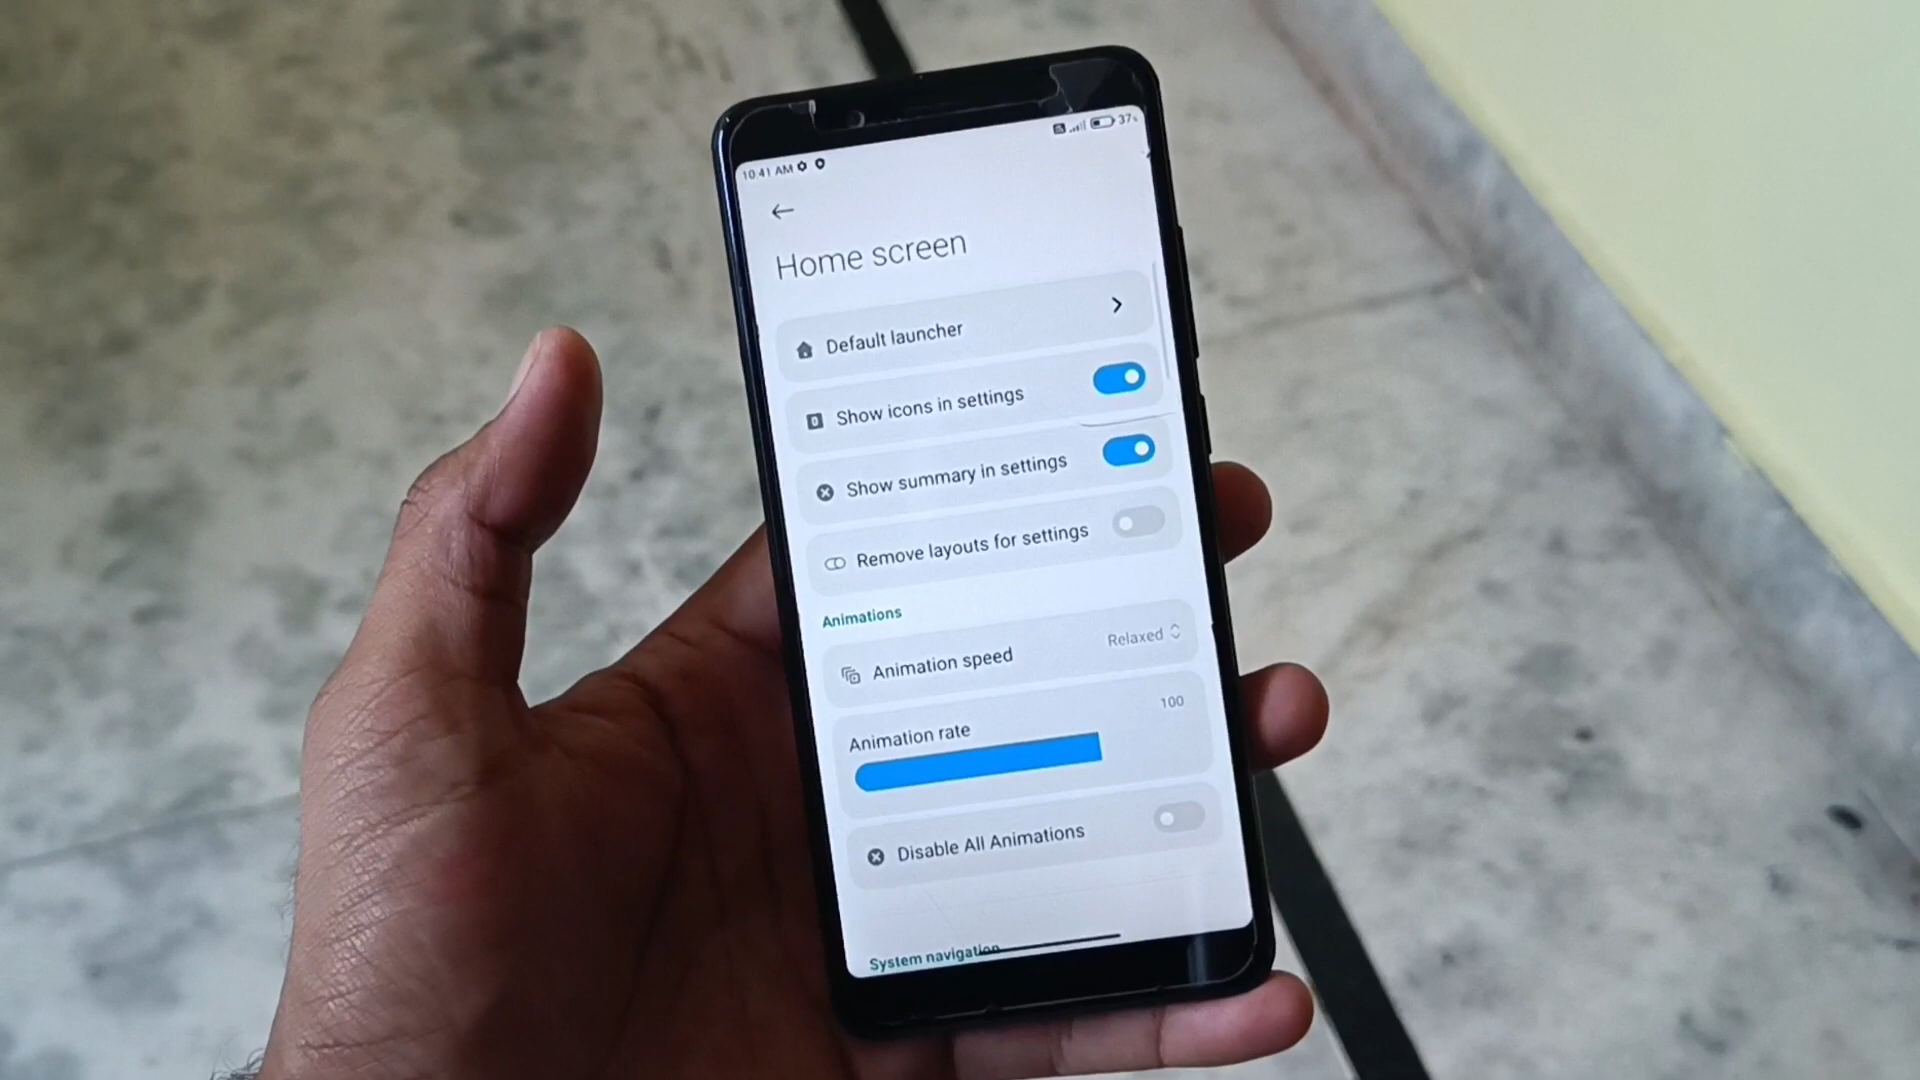 10:41 AM
37%
Home screen
Default launcher
Show icons in settings
Show summary in settings
Remove layouts for settings
Animations
Animation speed
Relaxed
Animation rate
100
Disable All Animations
System navigation